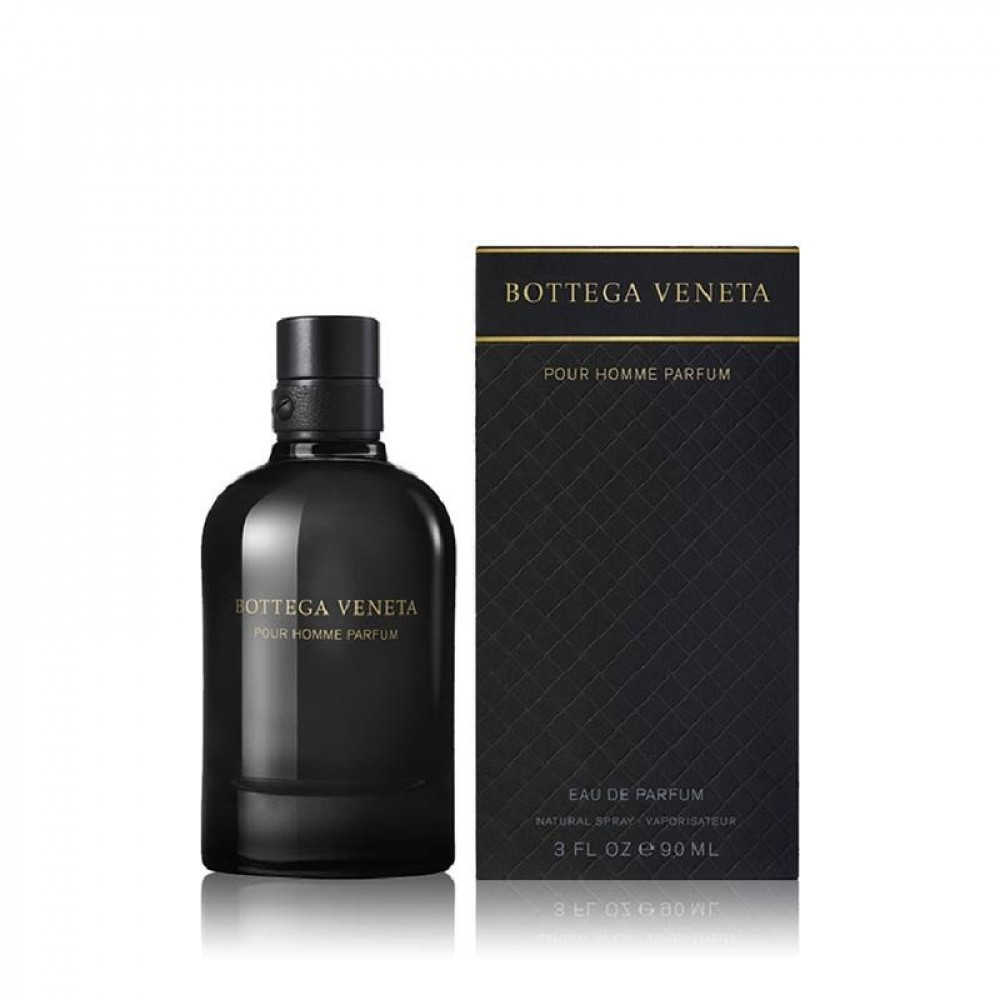 BOTTEGA VENETA
POUR HOMME PARFUM
BOTTEGA VENETA
POUR HOMME PARFUM
EAU DE PARFUM
NATURAL SPRAY · VAPORISATEUR
3 FL OZ ℮ 90 ML